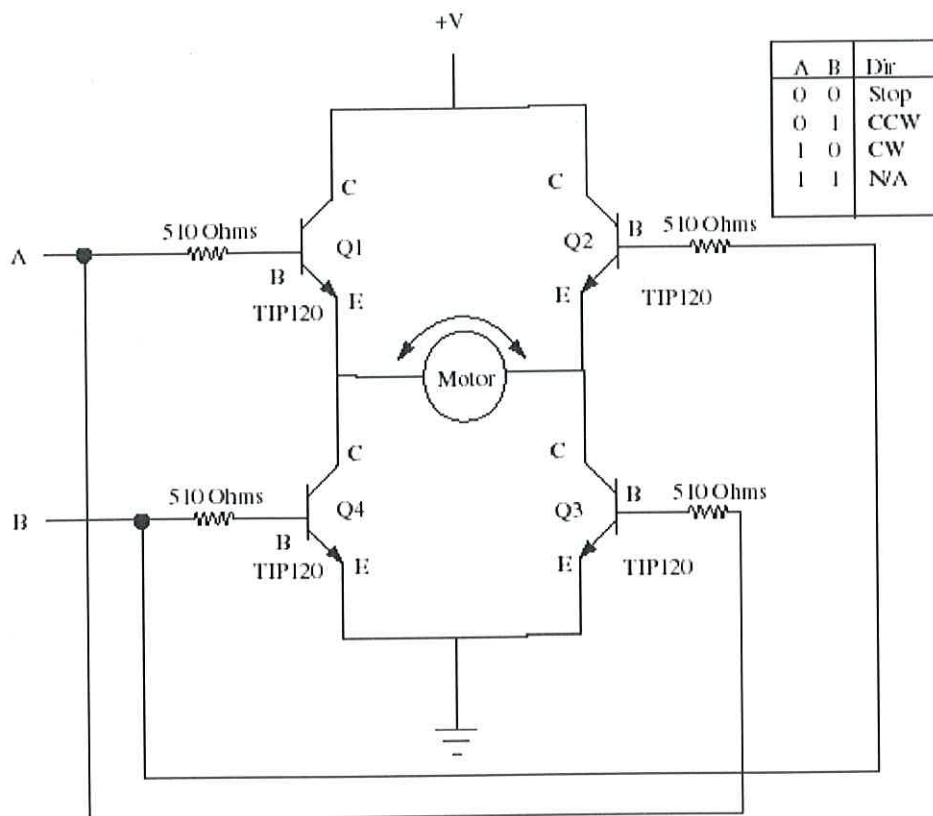 +V
A B Dir
0 0 Stop
0 1 CCW
1 0 CW
1 1 N/A
C
C
510 Ohms
B
510 Ohms
A
Q1
Q2
B
E
E
TIP120
TIP120
Motor
C
C
510 Ohms
B
510 Ohms
B
Q4
Q3
B
TIP120
E
E
TIP120